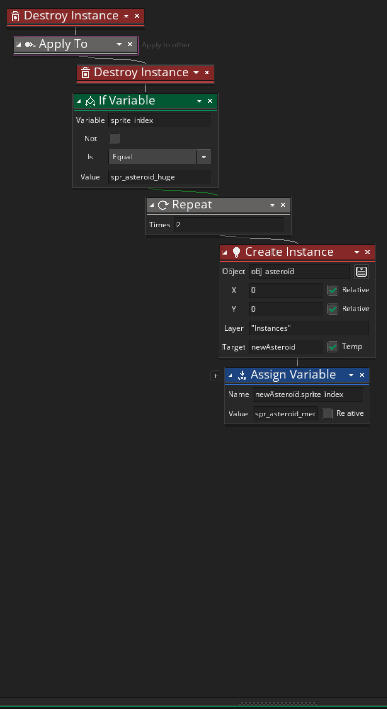 Destroy Instance
Apply To Apply to other
Destroy Instance
If Variable
Variable sprite_index
Not
Is Equal
Value spr_asteroid_huge
Repeat
Times 2
Create Instance
Object obj_asteroid
X 0 Relative
Y 0 Relative
Layer "Instances"
Target newAsteroid Temp
Assign Variable
Name newAsteroid.sprite_index
Value spr_asteroid_med Relative